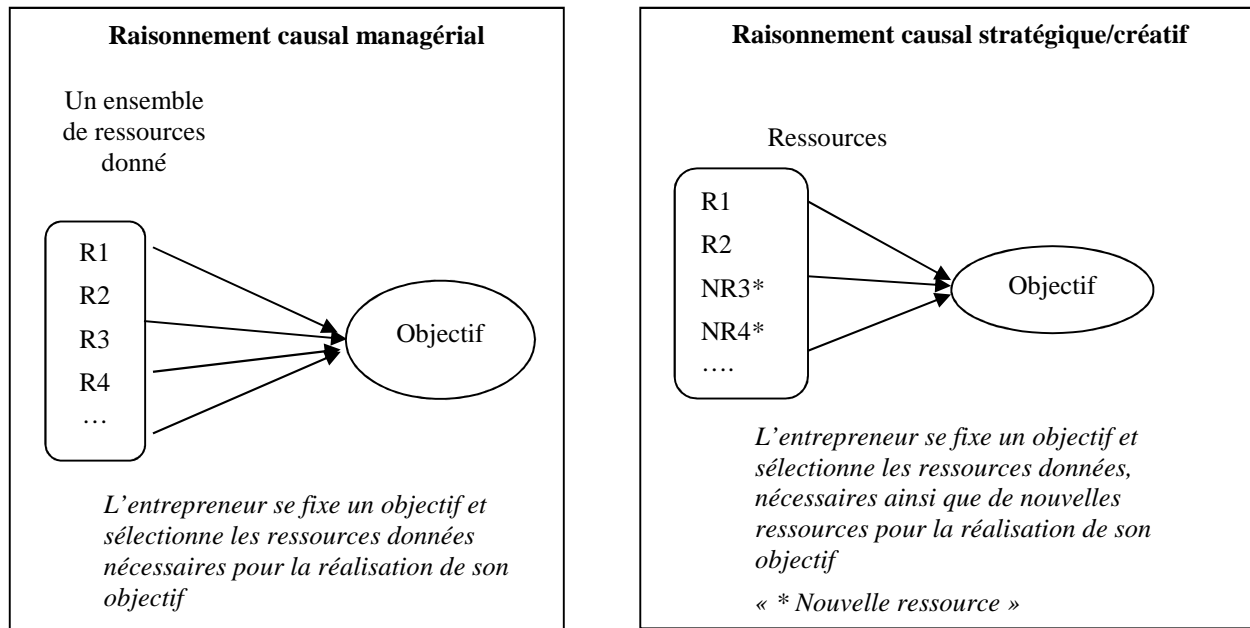 Raisonnement causal managérial
Un ensemble
de ressources
donné
R1
R2
R3
R4
…
Objectif
L’entrepreneur se fixe un objectif et
sélectionne les ressources données
nécessaires pour la réalisation de son
objectif
Raisonnement causal stratégique/créatif
Ressources
R1
R2
NR3*
NR4*
….
Objectif
L’entrepreneur se fixe un objectif et
sélectionne les ressources données,
nécessaires ainsi que de nouvelles
ressources pour la réalisation de son
objectif
« * Nouvelle ressource »